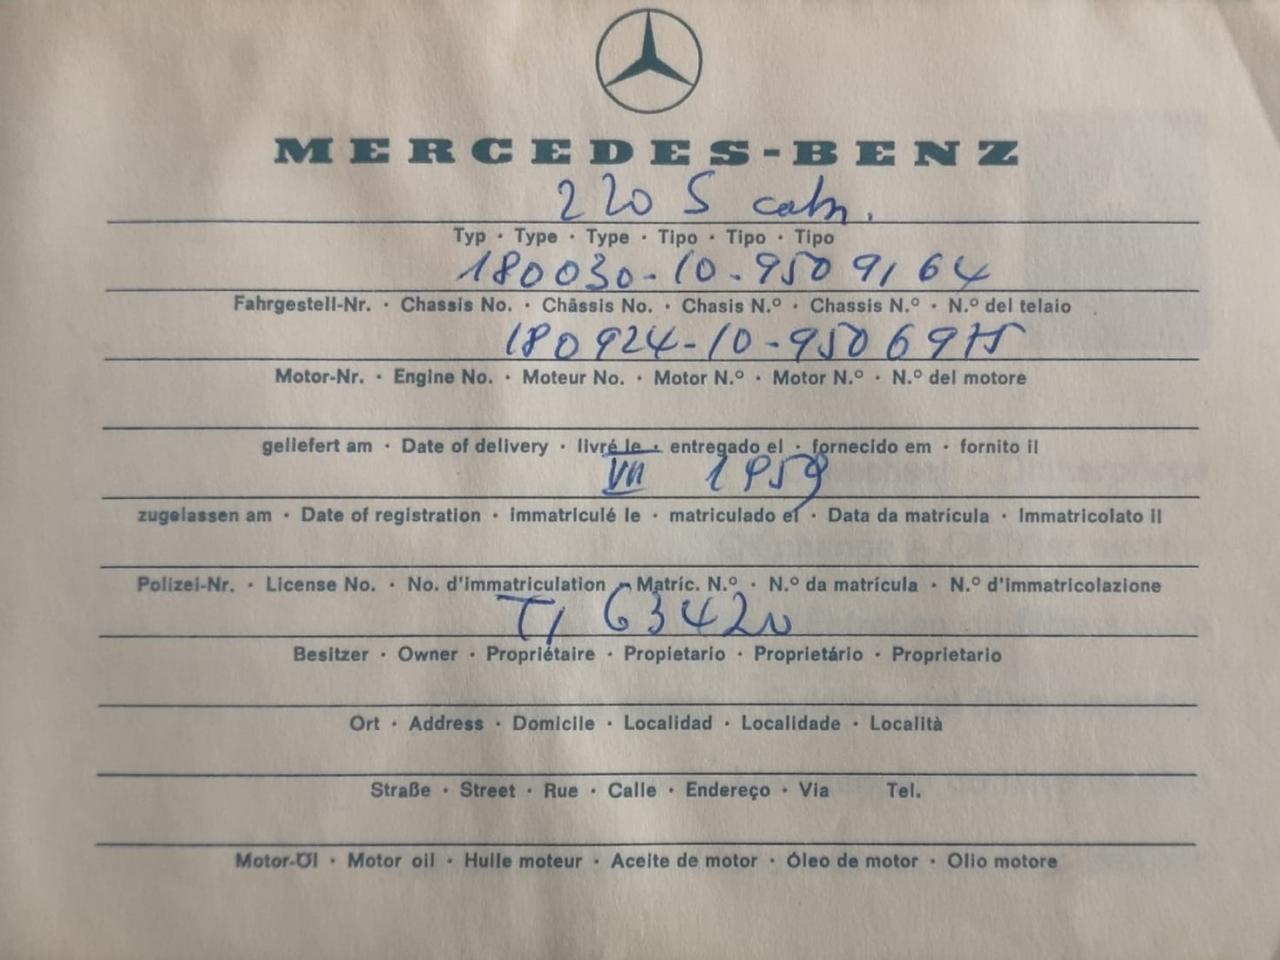 MERCEDES-BENZ
220 S cabr.
Typ · Type · Type · Tipo · Tipo · Tipo
180030-10-9509164
Fahrgestell-Nr. · Chassis No. · Châssis No. · Chasis N.º · Chassis N.º · N.º del telaio
180924-10-9506975
Motor-Nr. · Engine No. · Moteur No. · Motor N.º · Motor N.º · N.º del motore
geliefert am · Date of delivery · livré le · entregado el · fornecido em · fornito il
VII 1959
zugelassen am · Date of registration · immatriculé le · matriculado el · Data da matrícula · Immatricolato il
Polizei-Nr. · License No. · No. d'immatriculation · Matric. N.º · N.º da matrícula · N.º d'immatricolazione
TI 63420
Besitzer · Owner · Propriétaire · Propietario · Proprietário · Proprietario
Ort · Address · Domicile · Localidad · Localidade · Località
Straße · Street · Rue · Calle · Endereço · Via Tel.
Motor-Öl · Motor oil · Huile moteur · Aceite de motor · Óleo de motor · Olio motore